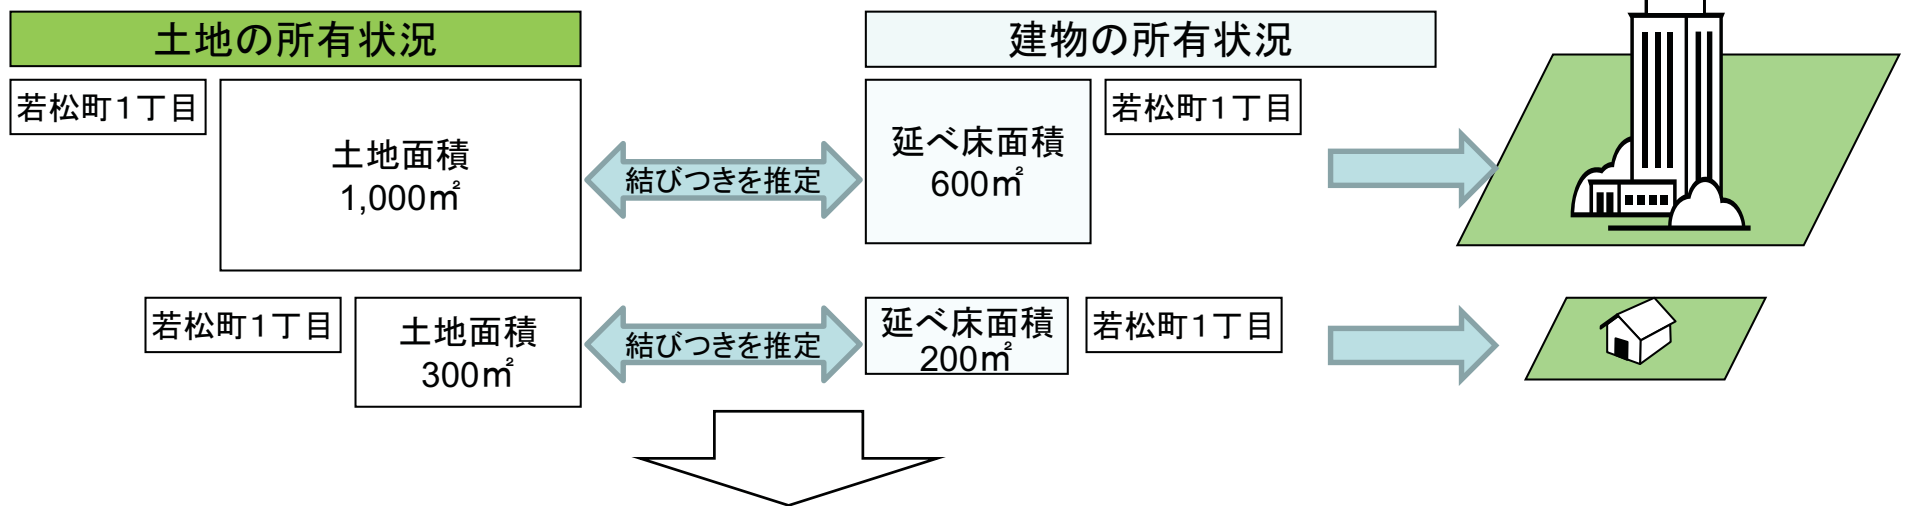 土地の所有状況
建物の所有状況
若松町１丁目
土地面積
1,000㎡
結びつきを推定
延べ床面積
600㎡
若松町１丁目
若松町１丁目
土地面積
300㎡
結びつきを推定
延べ床面積
200㎡
若松町１丁目